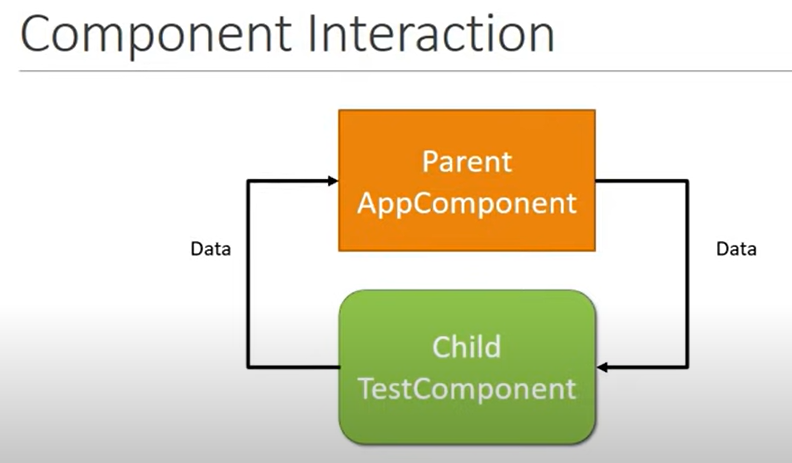 Component Interaction
Parent
AppComponent
Data
Data
Child
TestComponent